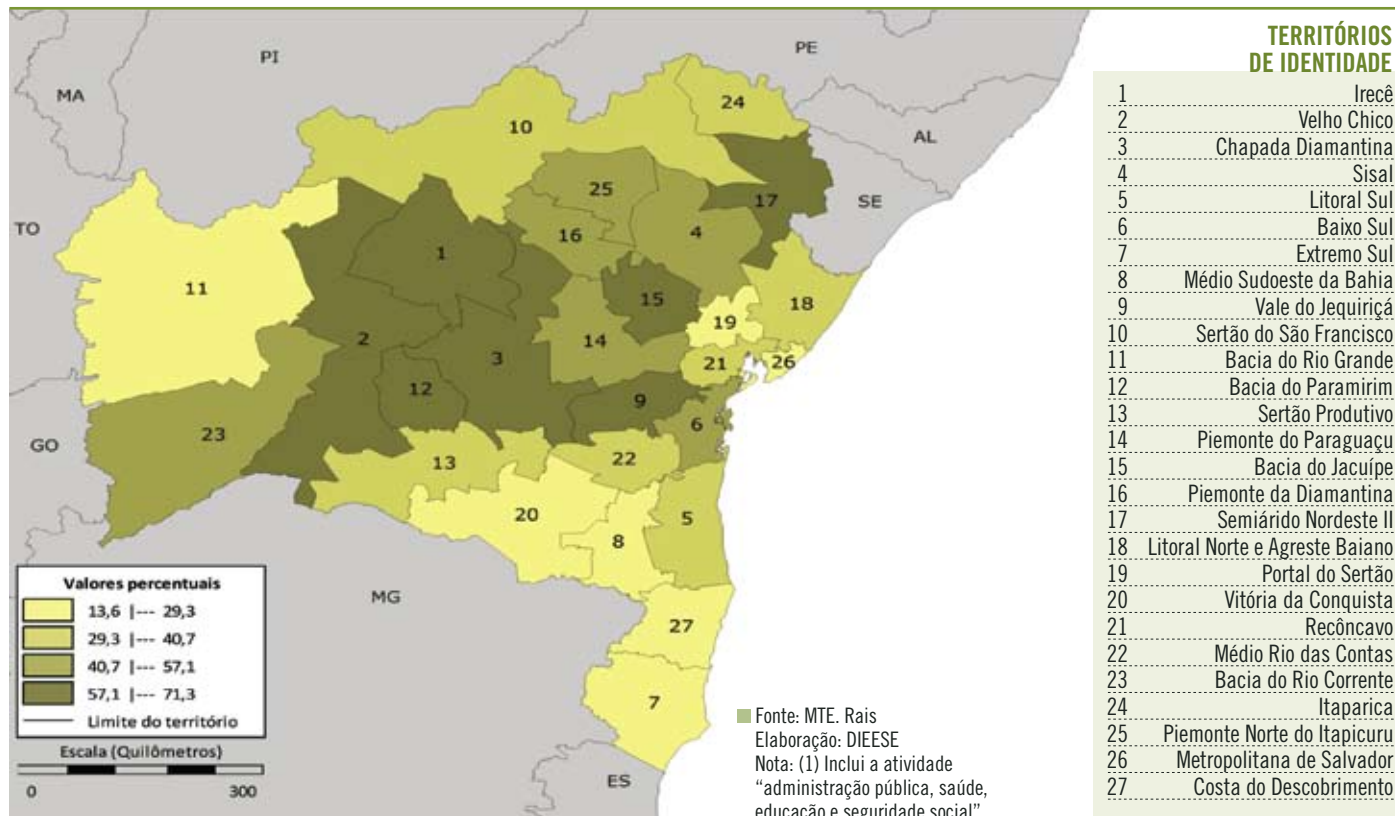 TERRITÓRIOS
DE IDENTIDADE
1 Irecê
2 Velho Chico
3 Chapada Diamantina
4 Sisal
5 Litoral Sul
6 Baixo Sul
7 Extremo Sul
8 Médio Sudoeste da Bahia
9 Vale do Jequiriçá
10 Sertão do São Francisco
11 Bacia do Rio Grande
12 Bacia do Paramirim
13 Sertão Produtivo
14 Piemonte do Paraguaçu
15 Bacia do Jacuípe
16 Piemonte da Diamantina
17 Semiárido Nordeste II
18 Litoral Norte e Agreste Baiano
19 Portal do Sertão
20 Vitória da Conquista
21 Recôncavo
22 Médio Rio das Contas
23 Bacia do Rio Corrente
24 Itaparica
25 Piemonte Norte do Itapicuru
26 Metropolitana de Salvador
27 Costa do Descobrimento
PI
PE
MA
24
10
AL
25
17
SE
TO
16
4
1
11
15
18
19
2
14
3
21
26
12
9
23
6
GO
13
22
20
5
8
MG
27
7
ES
Valores percentuais
13,6 |--- 29,3
29,3 |--- 40,7
40,7 |--- 57,1
57,1 |--- 71,3
Limite do território
Escala (Quilômetros)
0 300
Fonte: MTE. Rais
Elaboração: DIEESE
Nota: (1) Inclui a atividade
“administração pública, saúde,
educação e seguridade social”